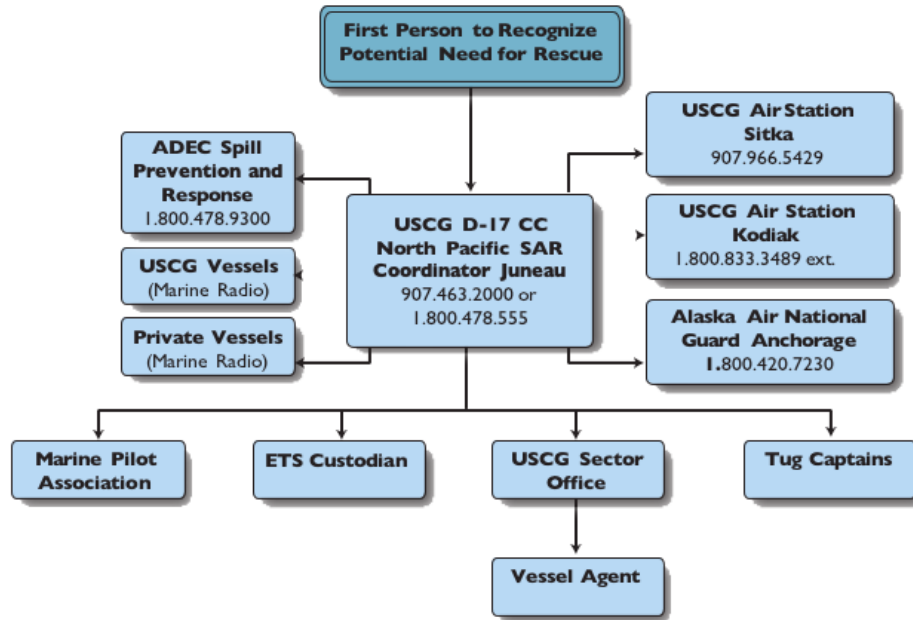 First Person to Recognize
Potential Need for Rescue
ADEC Spill
Prevention and
Response
1.800.478.9300
USCG Vessels
(Marine Radio)
Private Vessels
(Marine Radio)
USCG D-17 CC
North Pacific SAR
Coordinator Juneau
907.463.2000 or
1.800.478.555
USCG Air Station
Sitka
907.966.5429
USCG Air Station
Kodiak
1.800.833.3489 ext.
Alaska Air National
Guard Anchorage
1.800.420.7230
Marine Pilot
Association
ETS Custodian
USCG Sector
Office
Tug Captains
Vessel Agent